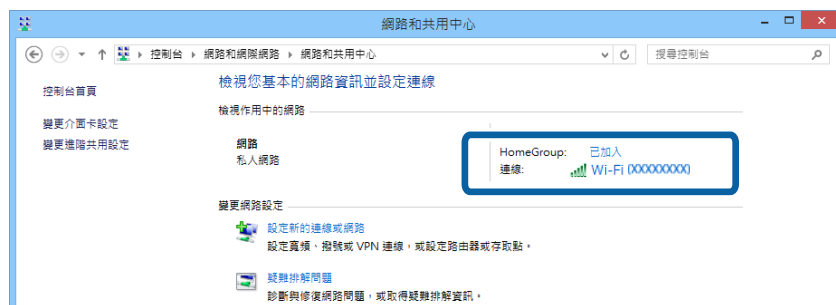 網路和共用中心
控制台 網路和網際網路 網路和共用中心 搜尋控制台
控制台首頁
變更介面卡設定
變更進階共用設定
檢視您基本的網路資訊並設定連線
檢視作用中的網路
網路
私人網路
HomeGroup: 已加入
連線: Wi-Fi (XXXXXXXX)
變更網路設定
設定新的連線或網路
設定寬頻、撥號或 VPN 連線，或設定路由器或存取點。
疑難排解問題
診斷與修復網路問題，或取得疑難排解資訊。